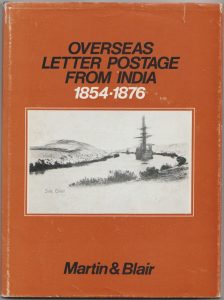 OVERSEAS
LETTER POSTAGE
FROM INDIA
1854-1876
Martin & Blair